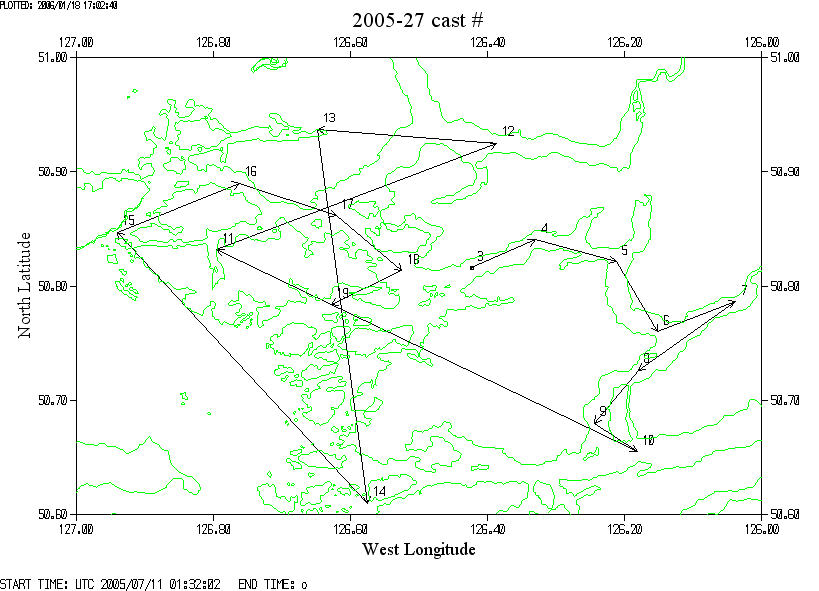 PLOTTED: 2006/01/18 17:02:40
2005-27 cast #
127.00 126.80 126.60 126.40 126.20 126.00
51.00 51.00
13 12
50.90 50.90
16
17
15 11 4
5
18 3
50.80 19 7 50.80
6
8
50.70 9 50.70
10
14
50.60 50.60
127.00 126.80 126.60 126.40 126.20 126.00
North Latitude
West Longitude
START TIME: UTC 2005/07/11 01:32:02 END TIME: o